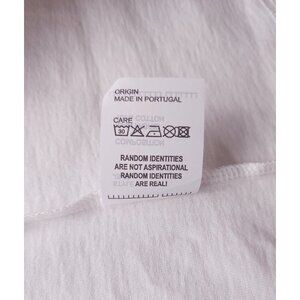 ORIGIN
MADE IN PORTUGAL
CARE
30
RANDOM IDENTITIES
ARE NOT ASPIRATIONAL
RANDOM IDENTITIES
ARE REAL!